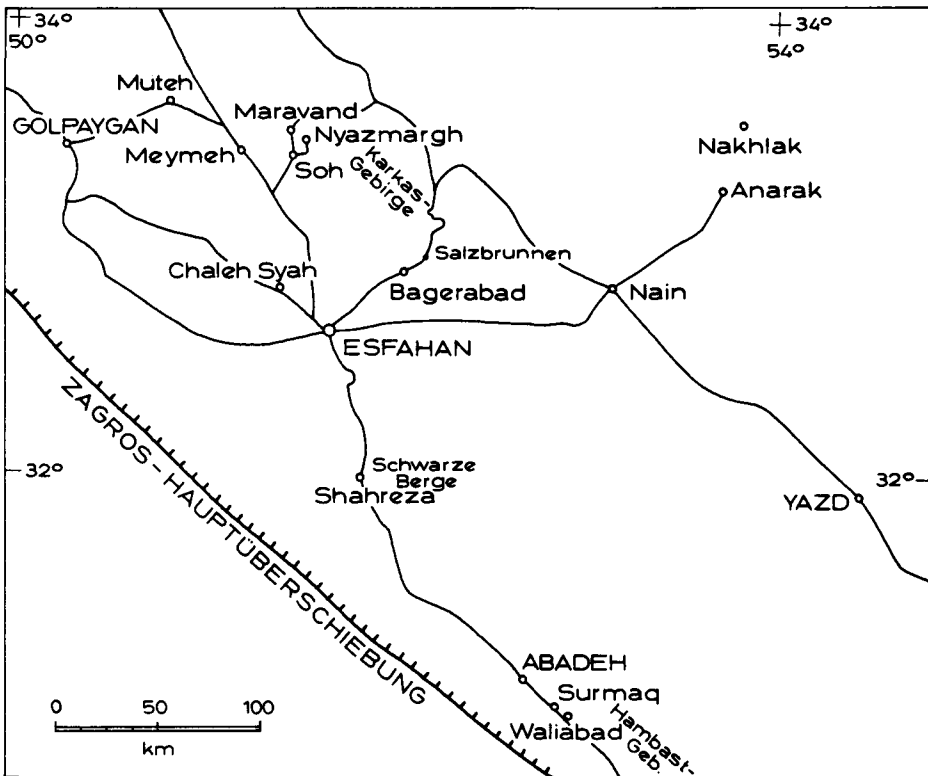 34°
50°
34°
54°
Muteh
Maravand
GOLPAYGAN
Nyazmargh
Nakhlak
Meymeh
Soh
Karkas-
Gebirge
Anarak
Salzbrunnen
Chaleh Syah
Bagerabad
Nain
ESFAHAN
ZAGROS-HAUPTÜBERSCHIEBUNG
32°
Schwarze
Berge
Shahreza
32°
YAZD
ABADEH
Surmaq
Waliabad
Hambast-
Geb.
0 50 100
km